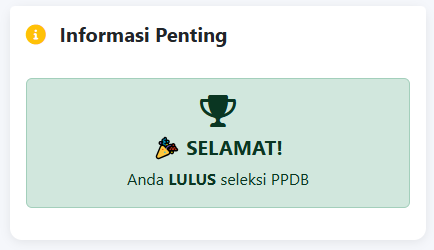 Informasi Penting
🎉 SELAMAT!
Anda LULUS seleksi PPDB